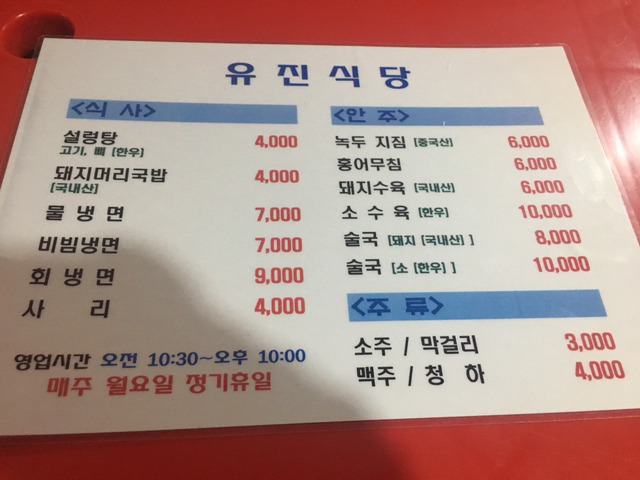 유진식당
<식 사>
설렁탕 4,000
고기, 뼈 [한우]
돼지머리국밥 4,000
[국내산]
물 냉 면 7,000
비빔냉면 7,000
회 냉 면 9,000
사 리 4,000
영업시간 오전 10:30~오후 10:00
매주 월요일 정기휴일
<안 주>
녹두 지짐 [중국산] 6,000
홍어무침 6,000
돼지수육 [국내산] 6,000
소 수 육 [한우] 10,000
술국 [돼지 [국내산] ] 8,000
술국 [소 [한우] ] 10,000
<주 류>
소주 / 막걸리 3,000
맥주 / 청 하 4,000